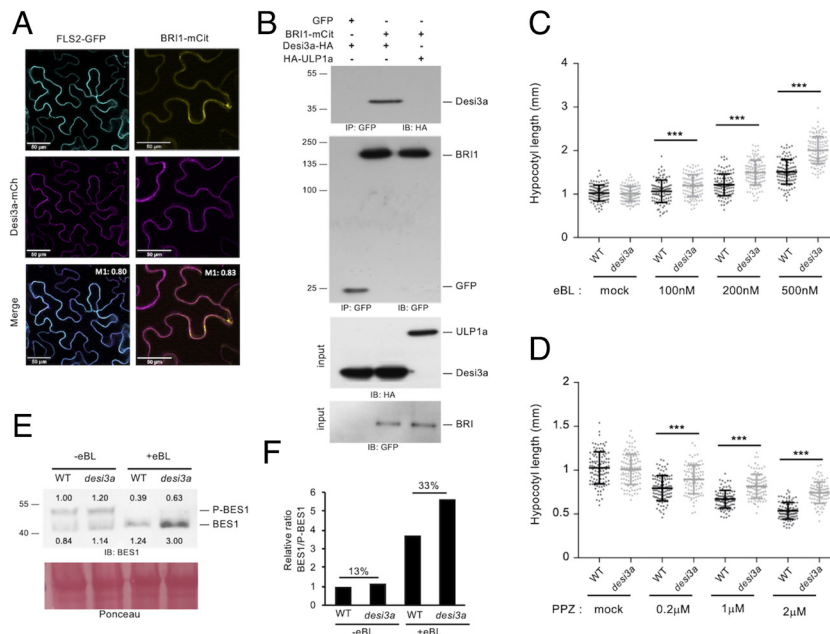 A
FLS2-GFP
BRI1-mCit
50 µm
50 µm
Desi3a-mCh
50 µm
50 µm
Merge
M1: 0.80
M1: 0.83
50 µm
50 µm
B
GFP + - -
BRI1-mCit - + +
Desi3a-HA + + -
HA-ULP1a - - +
55
35
Desi3a
IP: GFP IB: HA
250
135
100
25
BRI1
GFP
IP: GFP IB: GFP
input
ULP1a
Desi3a
IB: HA
input
BRI
IB: GFP
C
Hypocotyl length (mm)
4
3
2
1
0
*** *** ***
WT desi3a WT desi3a WT desi3a WT desi3a
eBL : mock 100nM 200nM 500nM
D
Hypocotyl length (mm)
2
1.5
1
0.5
0
*** *** ***
WT desi3a WT desi3a WT desi3a WT desi3a
PPZ : mock 0.2µM 1µM 2µM
E
-eBL +eBL
WT desi3a WT desi3a
1.00 1.20 0.39 0.63
55
40
P-BES1
BES1
0.84 1.14 1.24 3.00
IB: BES1
Ponceau
F
Relative ratio
BES1/P-BES1
6
5
4
3
2
1
0
13%
33%
WT desi3a WT desi3a
-eBL +eBL